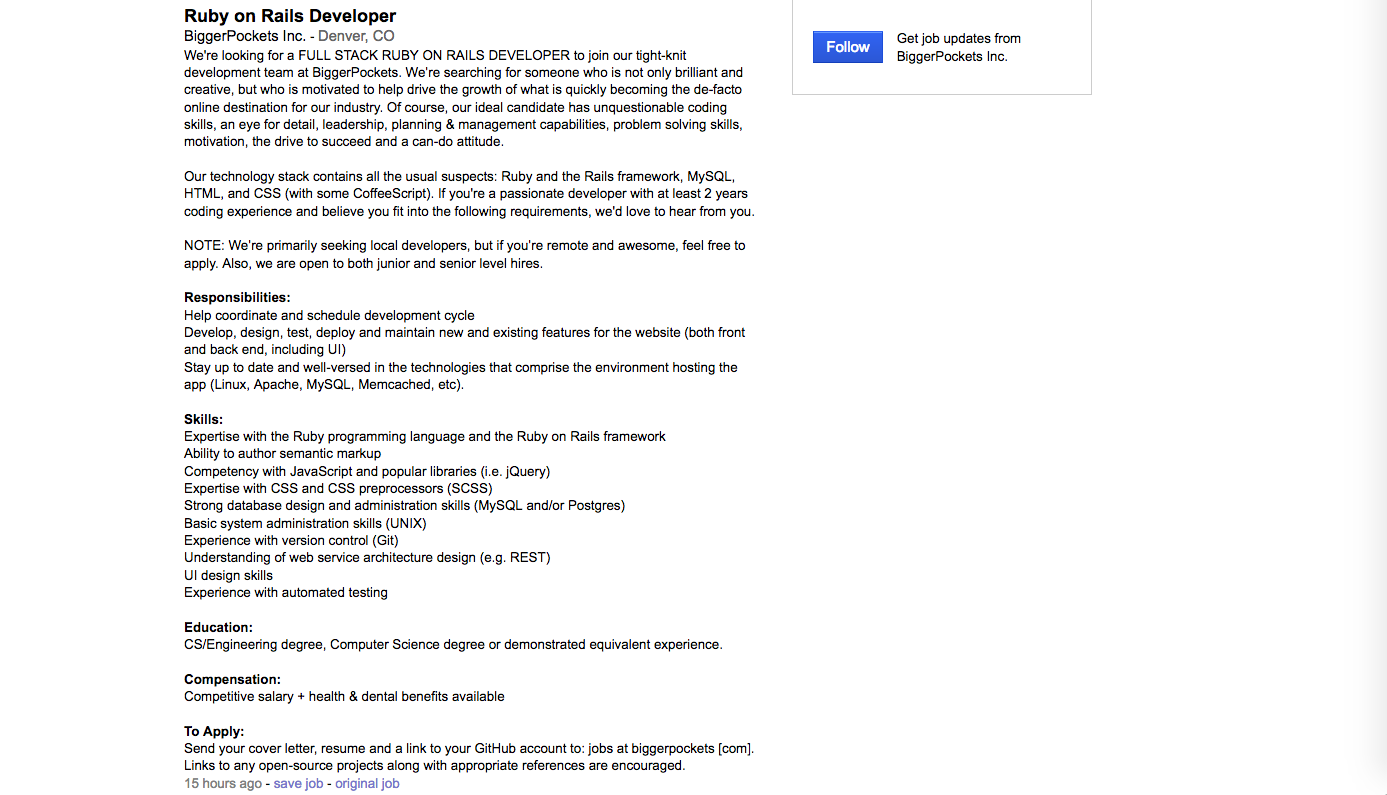 Ruby on Rails Developer
BiggerPockets Inc. - Denver, CO
We're looking for a FULL STACK RUBY ON RAILS DEVELOPER to join our tight-knit
development team at BiggerPockets. We're searching for someone who is not only brilliant and
creative, but who is motivated to help drive the growth of what is quickly becoming the de-facto
online destination for our industry. Of course, our ideal candidate has unquestionable coding
skills, an eye for detail, leadership, planning & management capabilities, problem solving skills,
motivation, the drive to succeed and a can-do attitude.
Our technology stack contains all the usual suspects: Ruby and the Rails framework, MySQL,
HTML, and CSS (with some CoffeeScript). If you're a passionate developer with at least 2 years
coding experience and believe you fit into the following requirements, we'd love to hear from you.
NOTE: We're primarily seeking local developers, but if you're remote and awesome, feel free to
apply. Also, we are open to both junior and senior level hires.
Responsibilities:
Help coordinate and schedule development cycle
Develop, design, test, deploy and maintain new and existing features for the website (both front
and back end, including UI)
Stay up to date and well-versed in the technologies that comprise the environment hosting the
app (Linux, Apache, MySQL, Memcached, etc).
Skills:
Expertise with the Ruby programming language and the Ruby on Rails framework
Ability to author semantic markup
Competency with JavaScript and popular libraries (i.e. jQuery)
Expertise with CSS and CSS preprocessors (SCSS)
Strong database design and administration skills (MySQL and/or Postgres)
Basic system administration skills (UNIX)
Experience with version control (Git)
Understanding of web service architecture design (e.g. REST)
UI design skills
Experience with automated testing
Education:
CS/Engineering degree, Computer Science degree or demonstrated equivalent experience.
Compensation:
Competitive salary + health & dental benefits available
To Apply:
Send your cover letter, resume and a link to your GitHub account to: jobs at biggerpockets [com].
Links to any open-source projects along with appropriate references are encouraged.
15 hours ago - save job - original job
Follow
Get job updates from
BiggerPockets Inc.